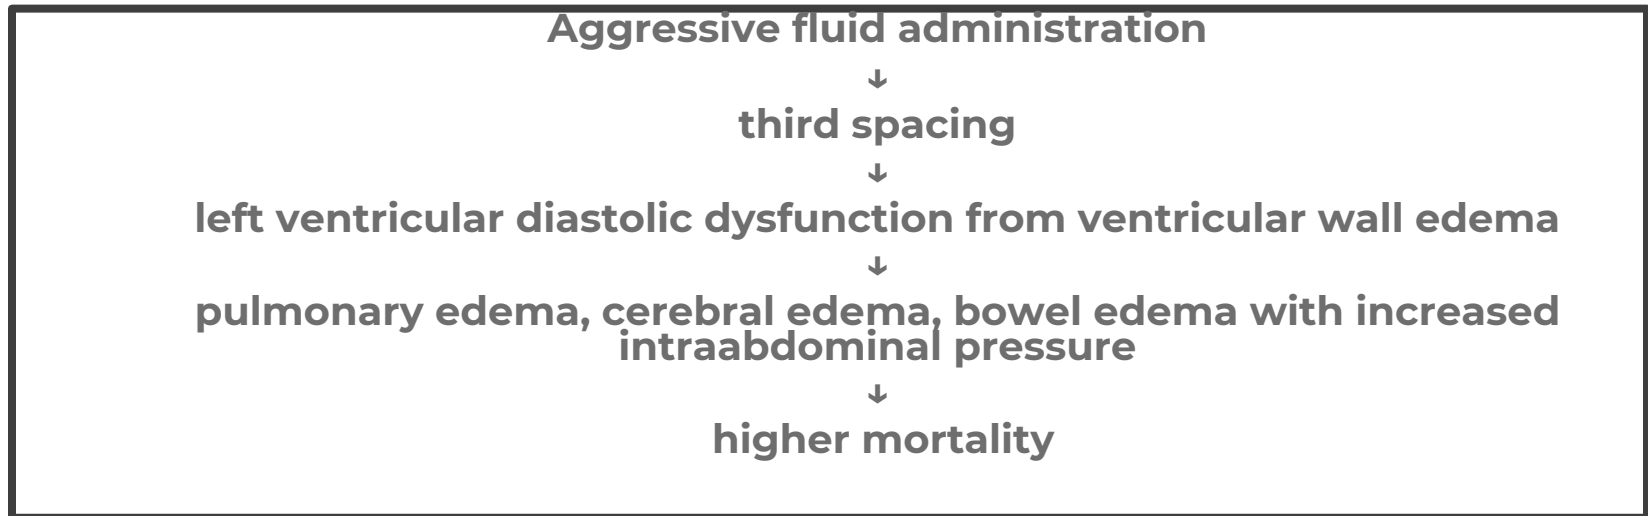 Aggressive fluid administration
↓
third spacing
↓
left ventricular diastolic dysfunction from ventricular wall edema
↓
pulmonary edema, cerebral edema, bowel edema with increased
intraabdominal pressure
↓
higher mortality